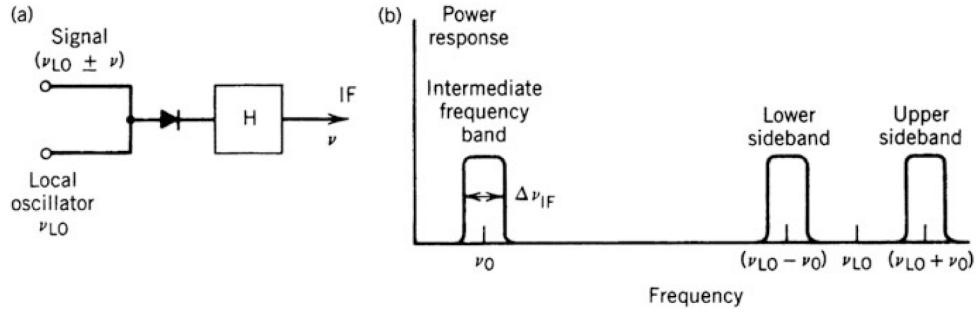 (a)
Signal
(νLO ± ν)
H
IF
ν
Local
oscillator
νLO
(b)
Power
response
Intermediate
frequency
band
Lower
sideband
Upper
sideband
ΔνIF
ν0
(νLO − ν0)
νLO
(νLO + ν0)
Frequency